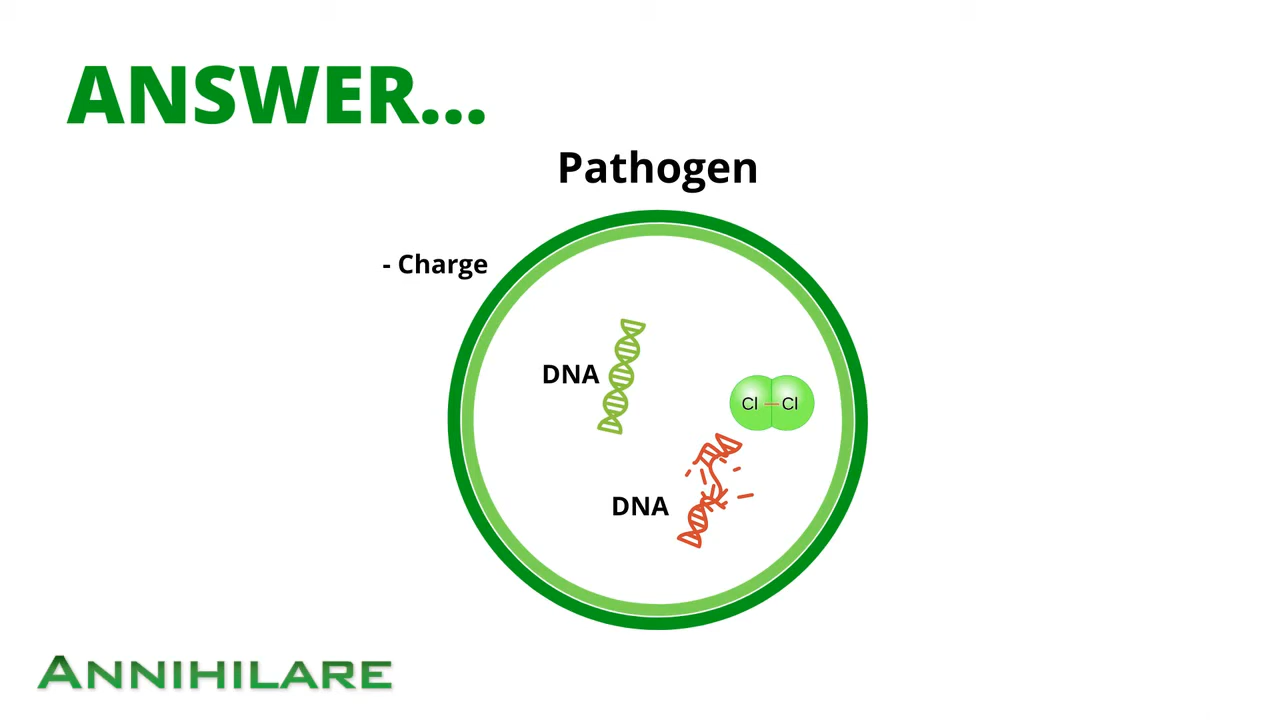 ANSWER...
Pathogen
- Charge
DNA
Cl Cl
DNA
ANNIHILARE